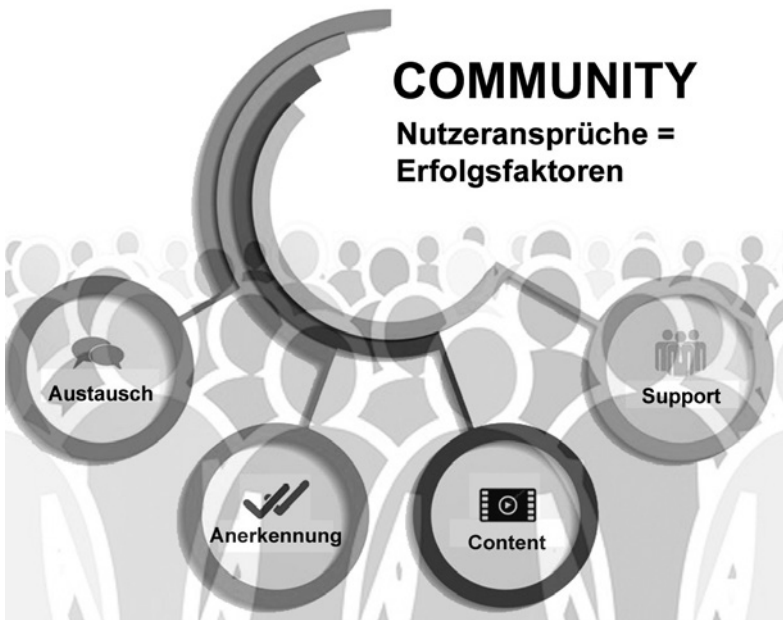 COMMUNITY
Nutzeransprüche =
Erfolgsfaktoren
Austausch
Support
Anerkennung
Content